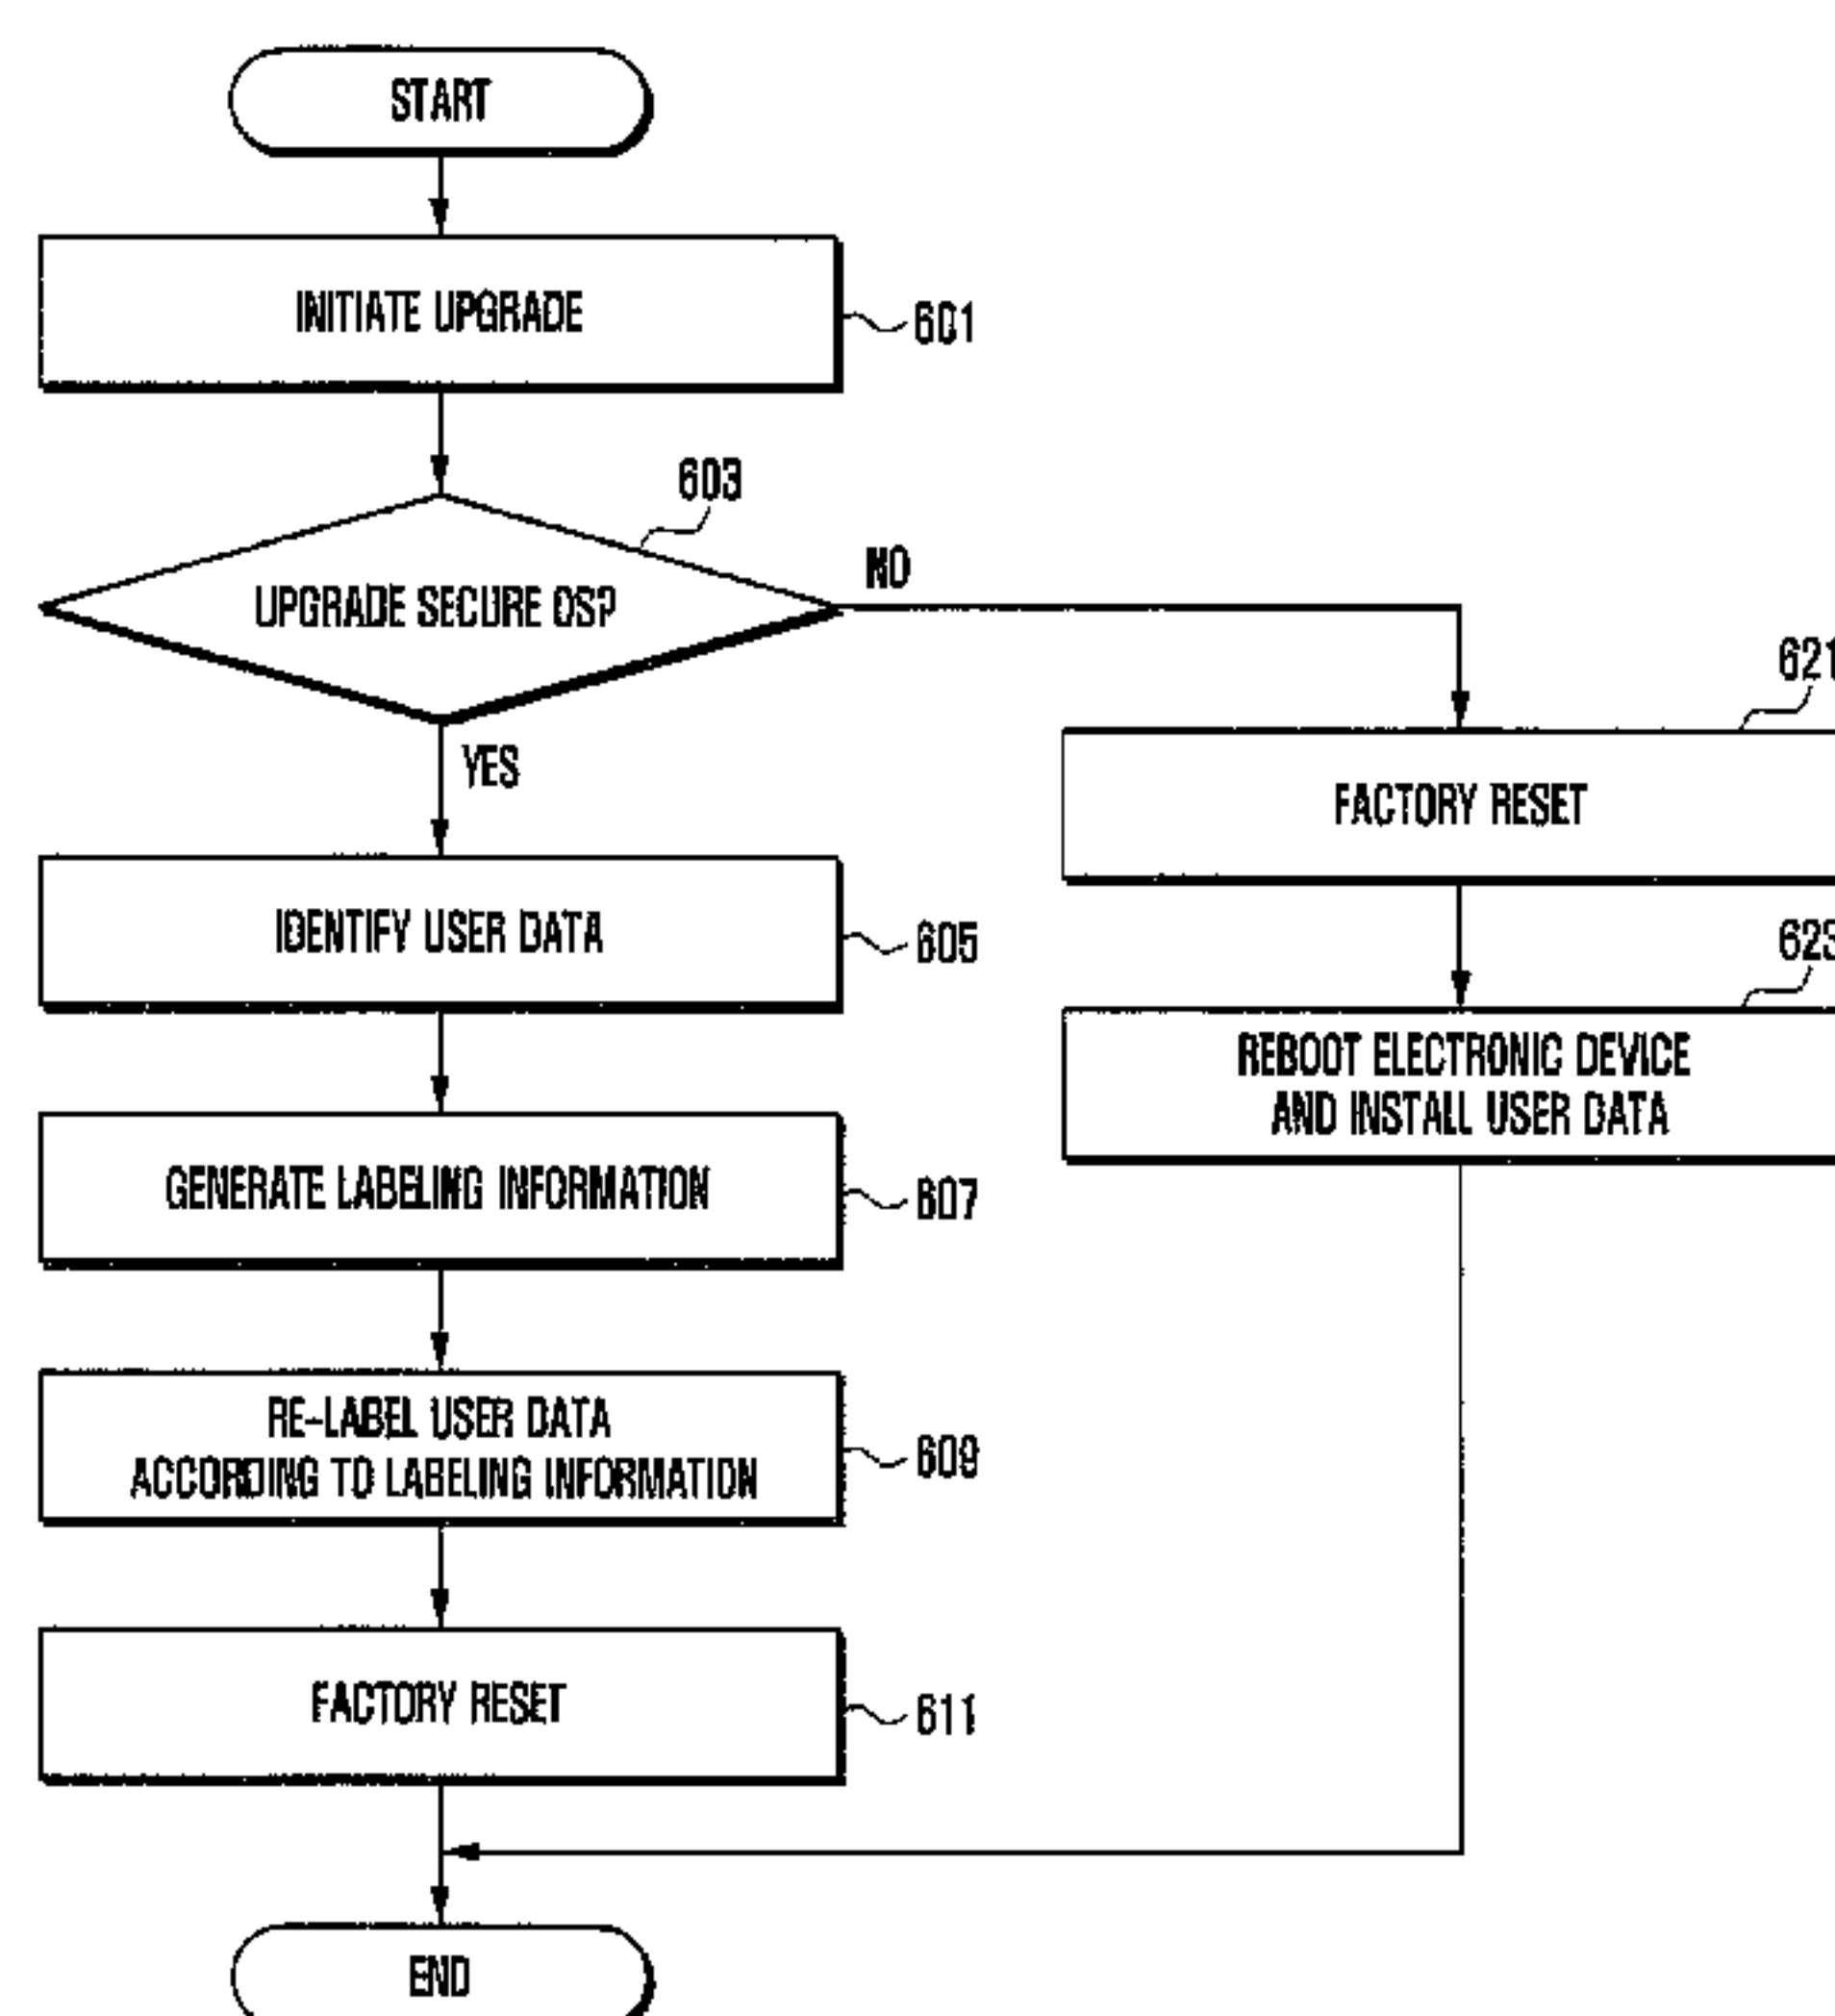 START
INITIATE UPGRADE
601
603
UPGRADE SECURE OS?
NO
YES
621
FACTORY RESET
IDENTIFY USER DATA
605
623
REBOOT ELECTRONIC DEVICE
AND INSTALL USER DATA
GENERATE LABELING INFORMATION
607
RE-LABEL USER DATA
ACCORDING TO LABELING INFORMATION
609
FACTORY RESET
611
END